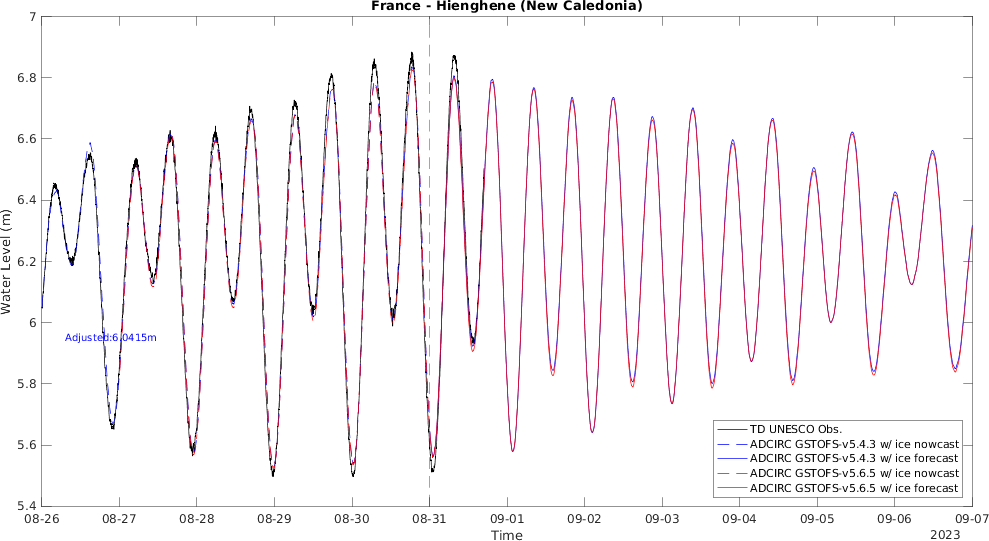 France - Hienghene (New Caledonia)
7
6.8
6.6
6.4
6.2
6
5.8
5.6
5.4
Water Level (m)
Adjusted:6.0415m
TD UNESCO Obs.
ADCIRC GSTOFS-v5.4.3 w/ ice nowcast
ADCIRC GSTOFS-v5.4.3 w/ ice forecast
ADCIRC GSTOFS-v5.6.5 w/ ice nowcast
ADCIRC GSTOFS-v5.6.5 w/ ice forecast
08-26 08-27 08-28 08-29 08-30 08-31 09-01 09-02 09-03 09-04 09-05 09-06 09-07
Time
2023